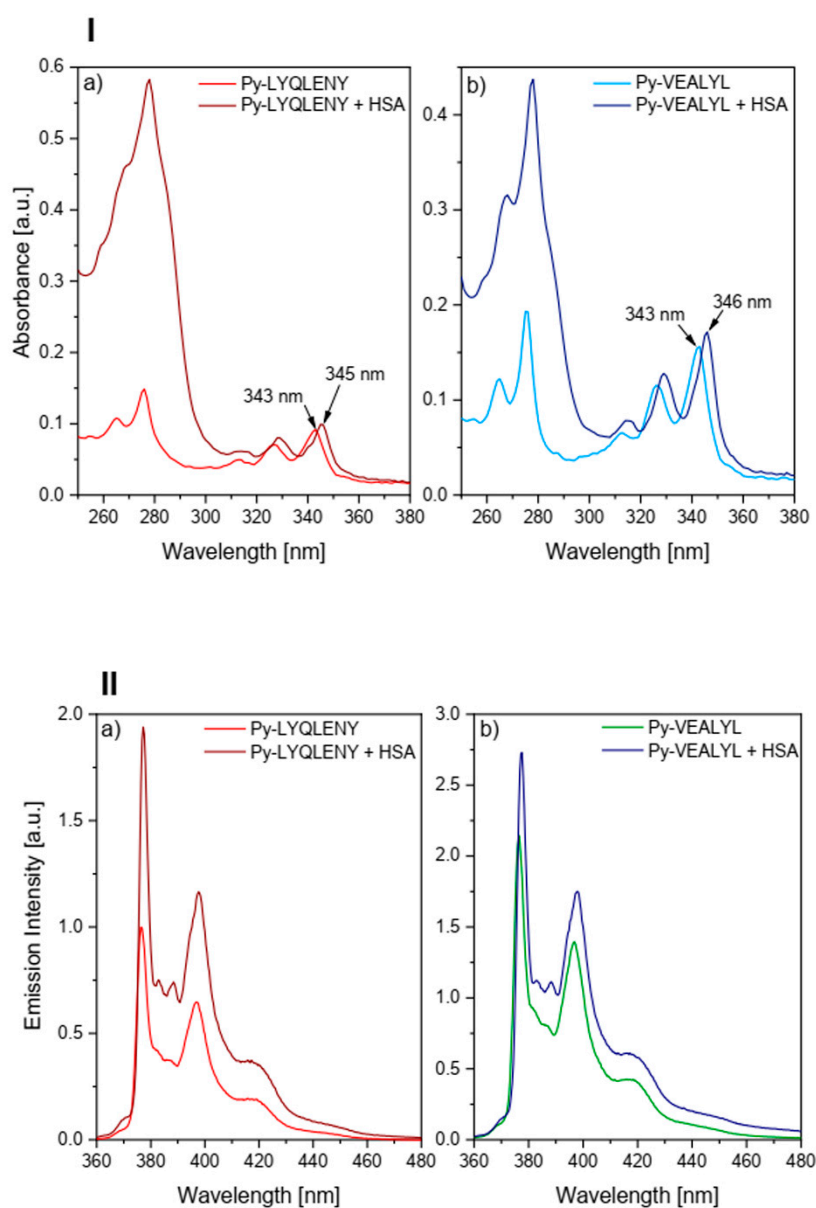 I
a)
Py-LYQLENY
Py-LYQLENY + HSA
343 nm
345 nm
0.6
0.5
0.4
0.3
0.2
0.1
0.0
Absorbance [a.u.]
260 280 300 320 340 360 380
Wavelength [nm]
b)
Py-VEALYL
Py-VEALYL + HSA
343 nm
346 nm
0.4
0.3
0.2
0.1
0.0
260 280 300 320 340 360 380
Wavelength [nm]
II
a)
Py-LYQLENY
Py-LYQLENY + HSA
2.0
1.5
1.0
0.5
0.0
Emission Intensity [a.u.]
360 380 400 420 440 460 480
Wavelength [nm]
b)
Py-VEALYL
Py-VEALYL + HSA
3.0
2.5
2.0
1.5
1.0
0.5
0.0
360 380 400 420 440 460 480
Wavelength [nm]